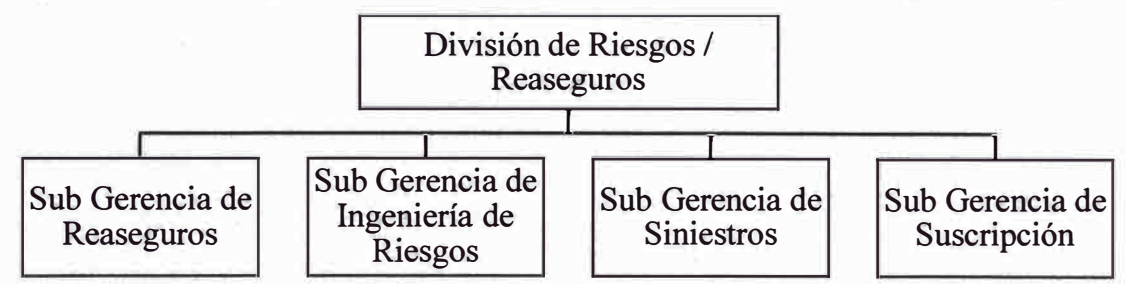 División de Riesgos /
Reaseguros
Sub Gerencia de
Reaseguros
Sub Gerencia de
Ingeniería de
Riesgos
Sub Gerencia de
Siniestros
Sub Gerencia de
Suscripción